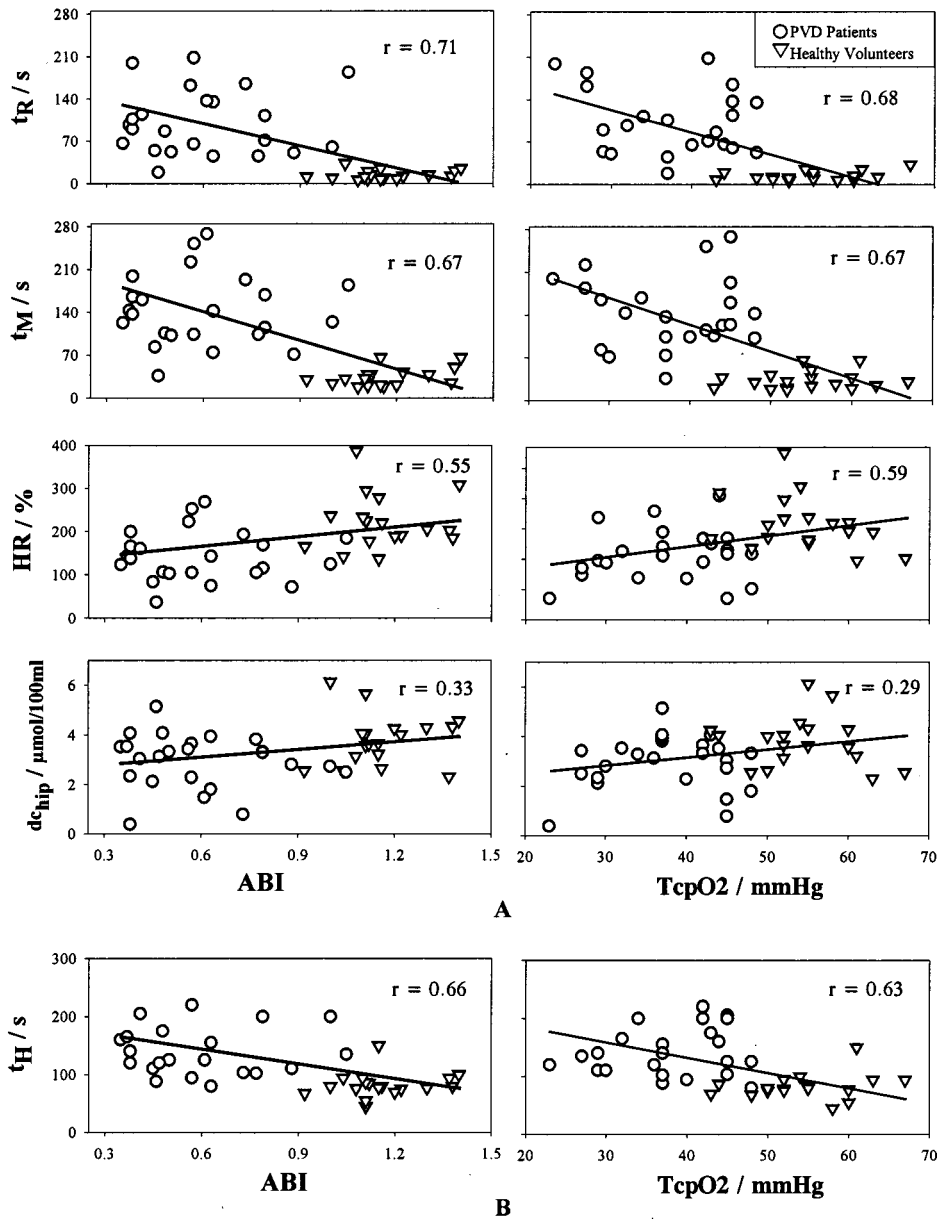 280
210
140
70
0
t_R / s
r = 0.71
r = 0.68
PVD Patients
Healthy Volunteers
280
210
140
70
0
t_M / s
r = 0.67
r = 0.67
400
300
200
100
0
HR / %
r = 0.55
r = 0.59
6
4
2
0
dc_hip / µmol/100ml
r = 0.33
r = 0.29
0.3 0.6 0.9 1.2 1.5
20 30 40 50 60 70
ABI
TcpO2 / mmHg
A
300
200
100
0
t_H / s
r = 0.66
r = 0.63
0.3 0.6 0.9 1.2 1.5
20 30 40 50 60 70
ABI
TcpO2 / mmHg
B